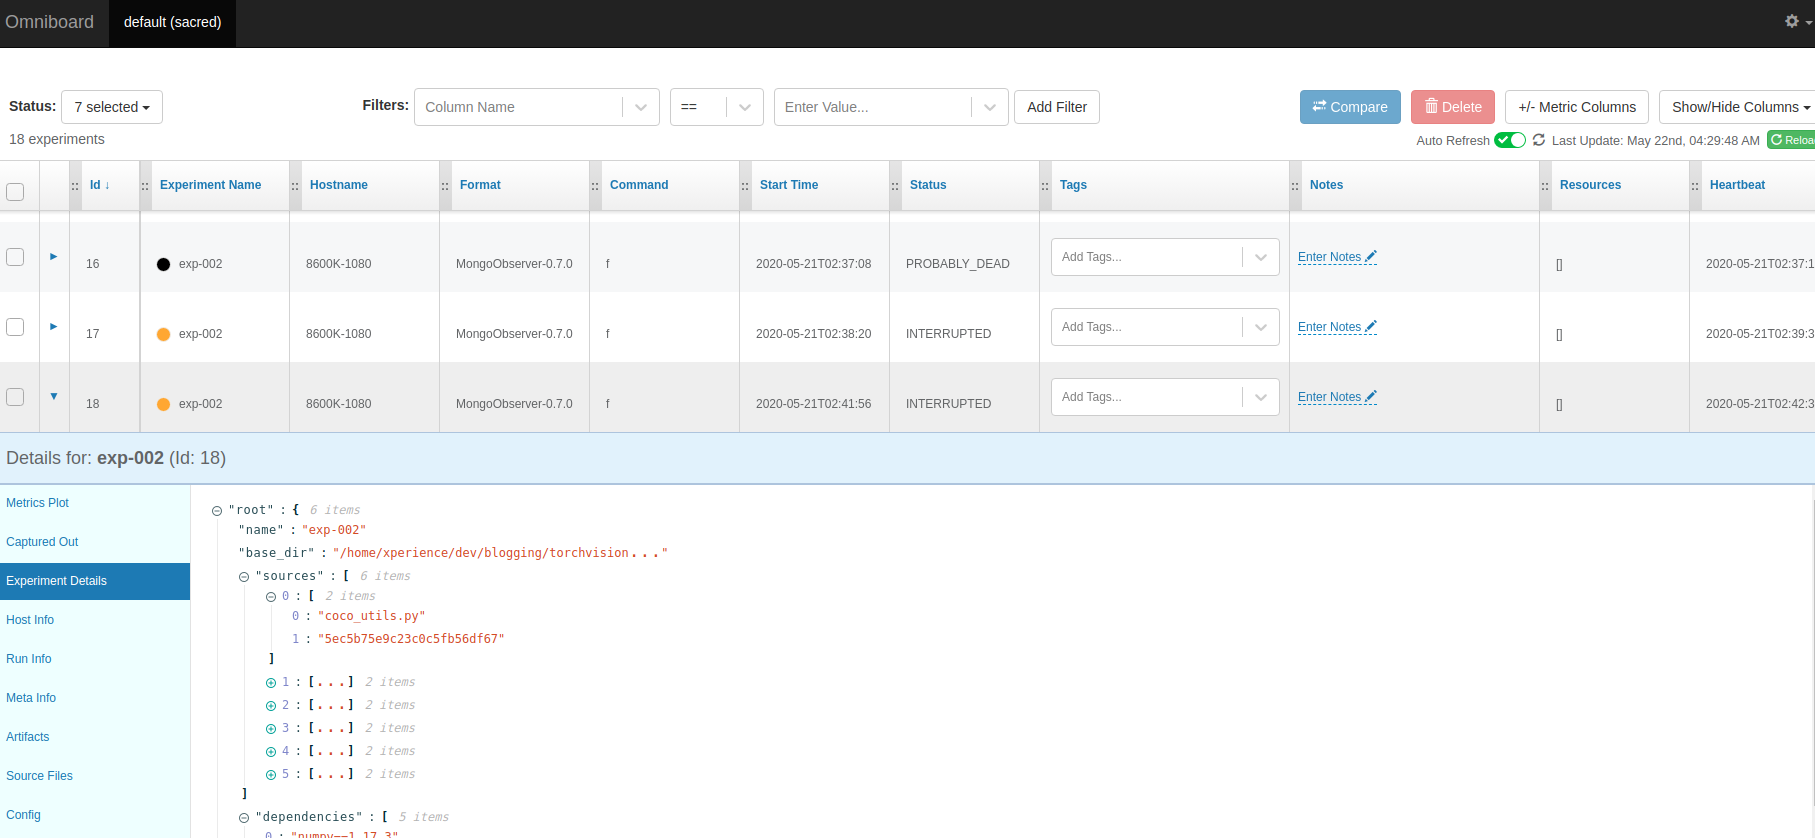 Omniboard default (sacred)
Status: 7 selected Filters: Column Name == Enter Value... Add Filter Compare Delete +/- Metric Columns Show/Hide Columns
18 experiments Auto Refresh Last Update: May 22nd, 04:29:48 AM Reloa
Id ↓ Experiment Name Hostname Format Command Start Time Status Tags Notes Resources Heartbeat
16 exp-002 8600K-1080 MongoObserver-0.7.0 f 2020-05-21T02:37:08 PROBABLY_DEAD Add Tags... Enter Notes [] 2020-05-21T02:37:1
17 exp-002 8600K-1080 MongoObserver-0.7.0 f 2020-05-21T02:38:20 INTERRUPTED Add Tags... Enter Notes [] 2020-05-21T02:39:3
18 exp-002 8600K-1080 MongoObserver-0.7.0 f 2020-05-21T02:41:56 INTERRUPTED Add Tags... Enter Notes [] 2020-05-21T02:42:3
Details for: exp-002 (Id: 18)
Metrics Plot
Captured Out
Experiment Details
Host Info
Run Info
Meta Info
Artifacts
Source Files
Config
"root" : { 6 items
"name" : "exp-002"
"base_dir" : "/home/xperience/dev/blogging/torchvision..."
"sources" : [ 6 items
0 : [ 2 items
0 : "coco_utils.py"
1 : "5ec5b75e9c23c0c5fb56df67"
]
1 : [...] 2 items
2 : [...] 2 items
3 : [...] 2 items
4 : [...] 2 items
5 : [...] 2 items
]
"dependencies" : [ 5 items
0 : "numpy==1.17.3"